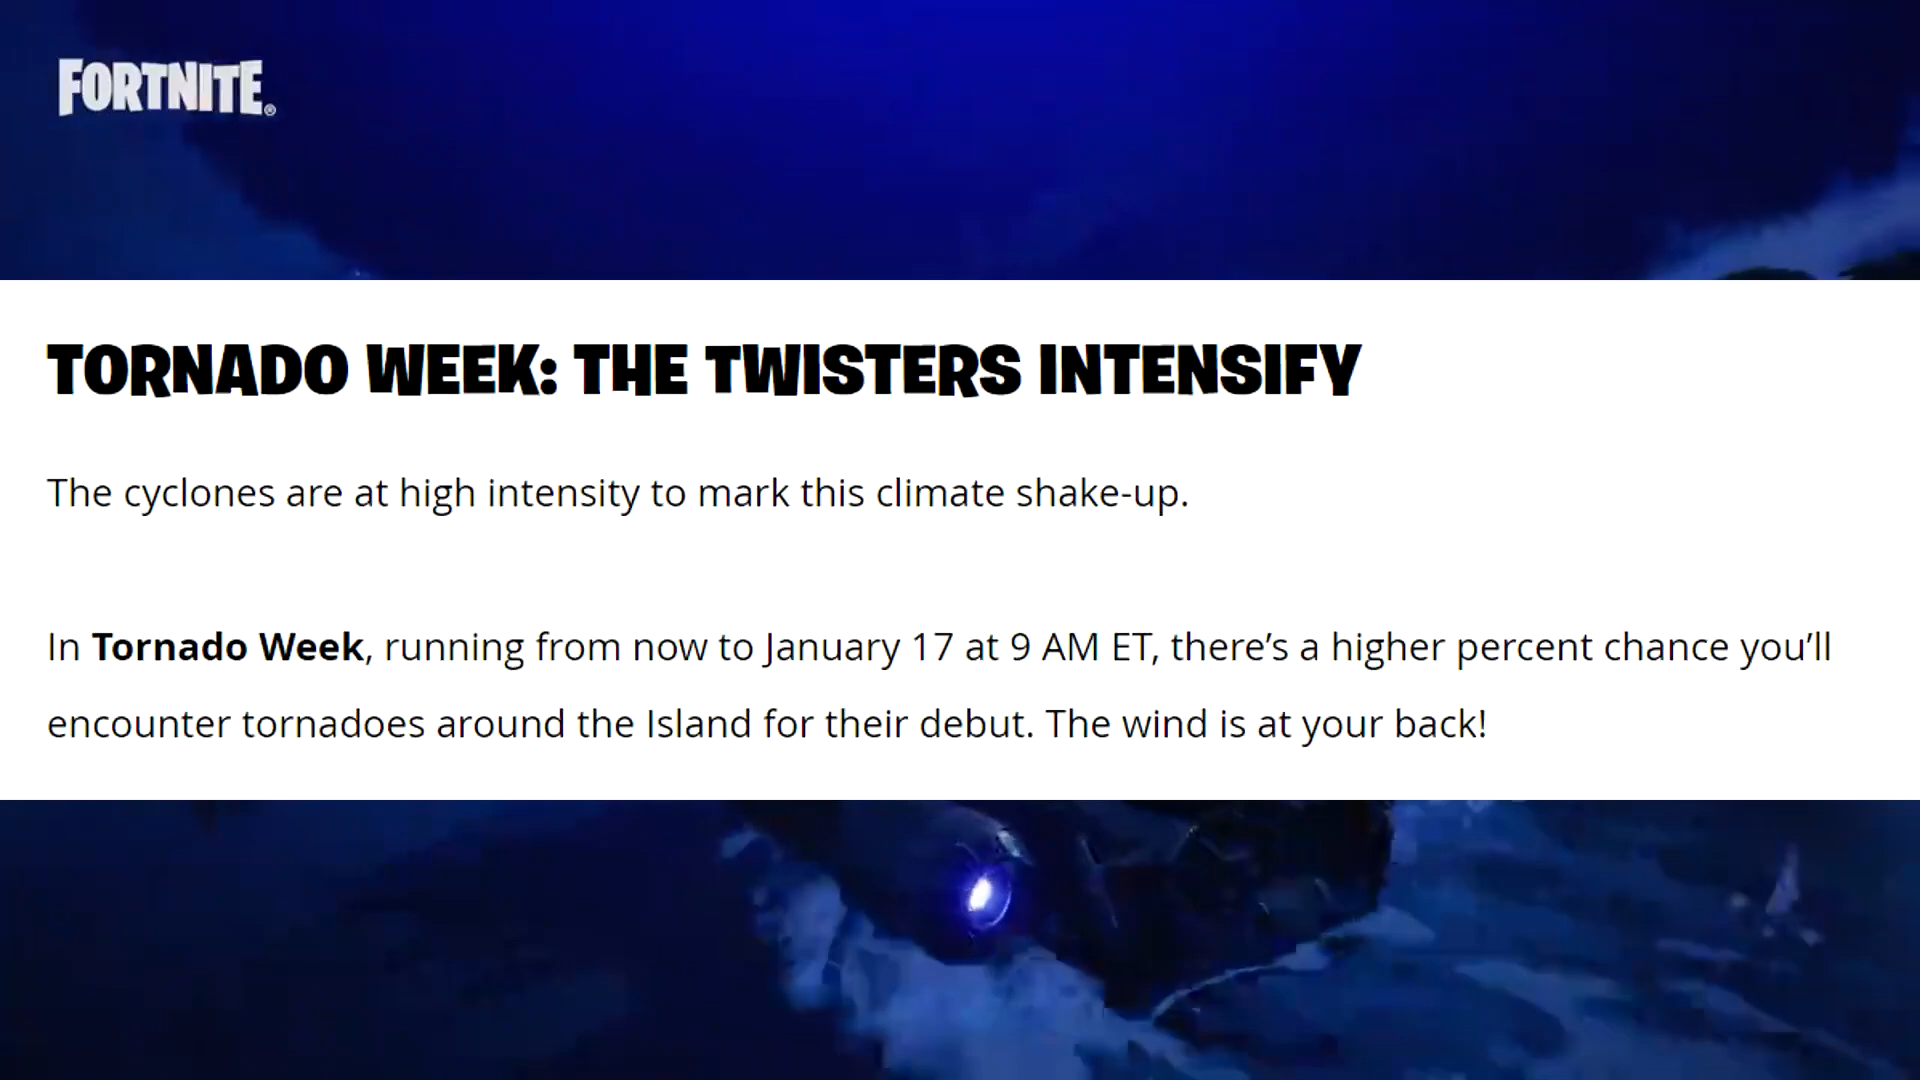 FORTNITE®
TORNADO WEEK: THE TWISTERS INTENSIFY
The cyclones are at high intensity to mark this climate shake-up.
In Tornado Week, running from now to January 17 at 9 AM ET, there’s a higher percent chance you’ll
encounter tornadoes around the Island for their debut. The wind is at your back!